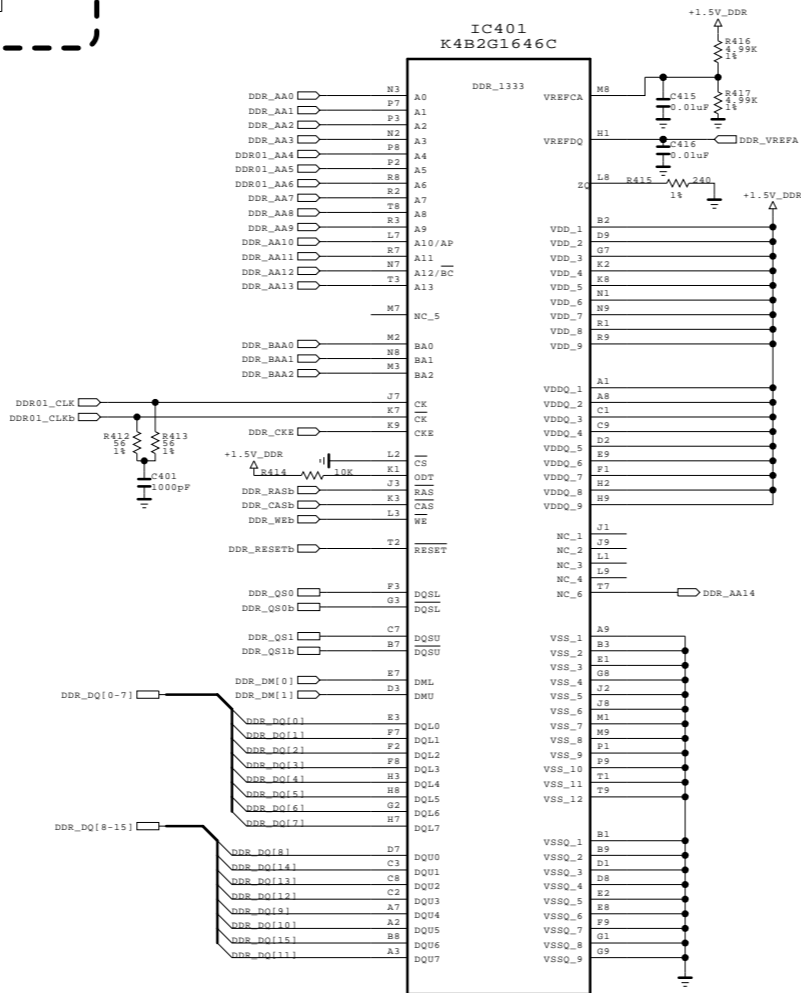 IC401
K4B2G1646C
DDR_1333
+1.5V_DDR
R416
4.99K
1%
R417
4.99K
1%
C415
0.01uF
M8 VREFCA
H1 VREFDQ
DDR_VREFA
C416
0.01uF
L8 ZQ
R415 240
1%
+1.5V_DDR
DDR_AA0 N3 A0
DDR_AA1 P7 A1
DDR_AA2 P3 A2
DDR_AA3 N2 A3
DDR01_AA4 P8 A4
DDR01_AA5 P2 A5
DDR01_AA6 R8 A6
DDR_AA7 R2 A7
DDR_AA8 T8 A8
DDR_AA9 R3 A9
DDR_AA10 L7 A10/AP
DDR_AA11 R7 A11
DDR_AA12 N7 A12/BC
DDR_AA13 T3 A13
M7 NC_5
DDR_BAA0 M2 BA0
DDR_BAA1 N8 BA1
DDR_BAA2 M3 BA2
DDR01_CLK J7 CK
DDR01_CLKb K7 CK
DDR_CKE K9 CKE
R412
56
1%
R413
56
1%
C401
1000pF
L2 CS
+1.5V_DDR
R414 10K K1 ODT
DDR_RASb J3 RAS
DDR_CASb K3 CAS
DDR_WEb L3 WE
DDR_RESETb T2 RESET
DDR_QS0 F3 DQSL
DDR_QS0b G3 DQSL
DDR_QS1 C7 DQSU
DDR_QS1b B7 DQSU
DDR_DM[0] E7 DML
DDR_DM[1] D3 DMU
DDR_DQ[0-7]
DDR_DQ[0] E3 DQL0
DDR_DQ[1] F7 DQL1
DDR_DQ[2] F2 DQL2
DDR_DQ[3] F8 DQL3
DDR_DQ[4] H3 DQL4
DDR_DQ[5] H8 DQL5
DDR_DQ[6] G2 DQL6
DDR_DQ[7] H7 DQL7
DDR_DQ[8-15]
DDR_DQ[8] D7 DQU0
DDR_DQ[14] C3 DQU1
DDR_DQ[13] C8 DQU2
DDR_DQ[12] C2 DQU3
DDR_DQ[9] A7 DQU4
DDR_DQ[10] A2 DQU5
DDR_DQ[15] B8 DQU6
DDR_DQ[11] A3 DQU7
VDD_1 B2
VDD_2 D9
VDD_3 G7
VDD_4 K2
VDD_5 K8
VDD_6 N1
VDD_7 N9
VDD_8 R1
VDD_9 R9
VDDQ_1 A1
VDDQ_2 A8
VDDQ_3 C1
VDDQ_4 C9
VDDQ_5 D2
VDDQ_6 E9
VDDQ_7 F1
VDDQ_8 H2
VDDQ_9 H9
NC_1 J1
NC_2 J9
NC_3 L1
NC_4 L9
NC_6 T7 DDR_AA14
VSS_1 A9
VSS_2 B3
VSS_3 E1
VSS_4 G8
VSS_5 J2
VSS_6 J8
VSS_7 M1
VSS_8 M9
VSS_9 P1
VSS_10 P9
VSS_11 T1
VSS_12 T9
VSSQ_1 B1
VSSQ_2 B9
VSSQ_3 D1
VSSQ_4 D8
VSSQ_5 E2
VSSQ_6 E8
VSSQ_7 F9
VSSQ_8 G1
VSSQ_9 G9